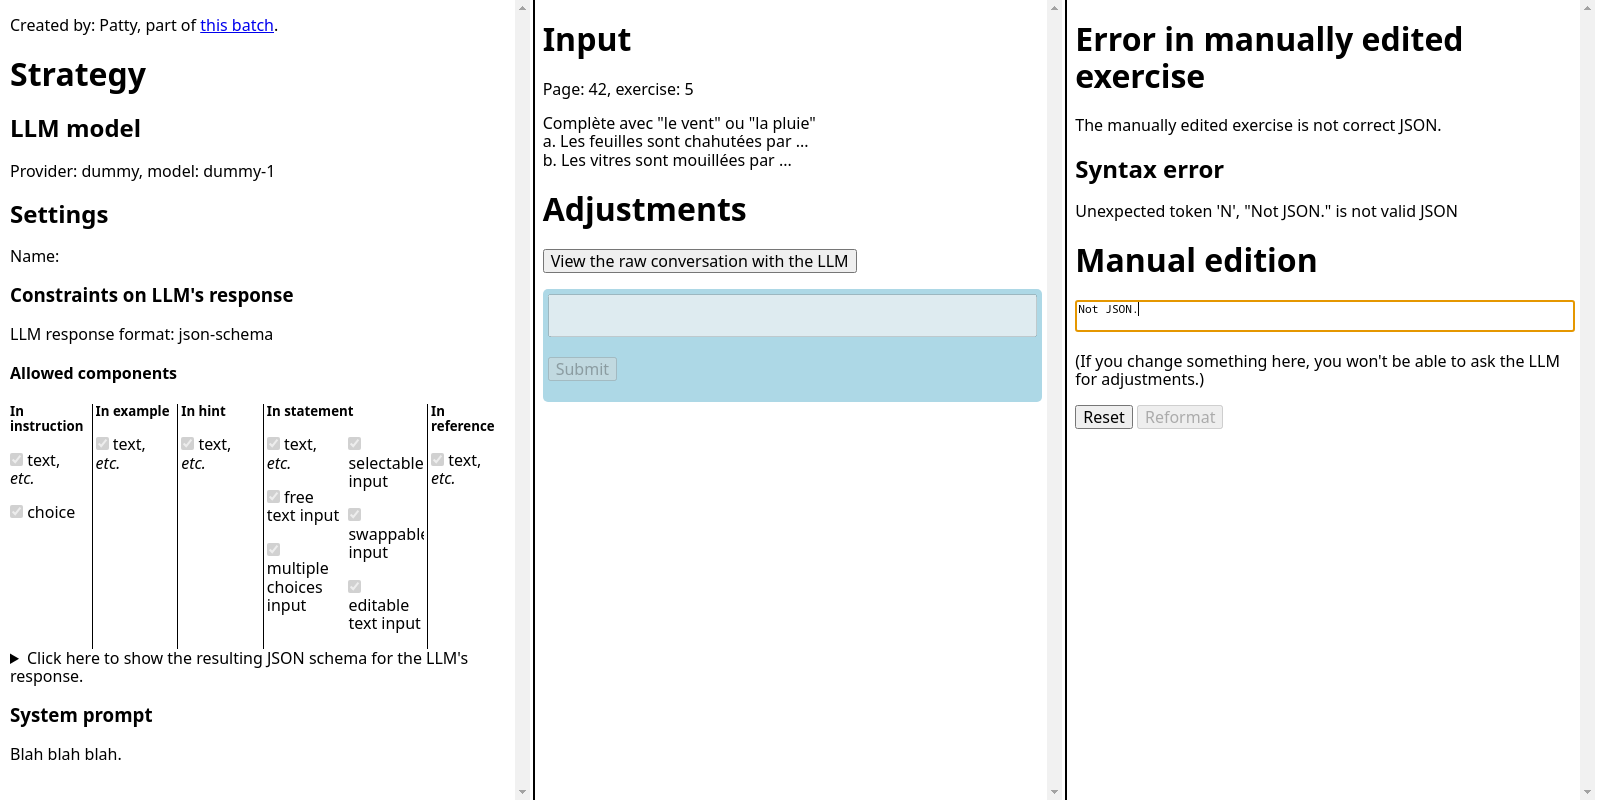 Created by: Patty, part of this batch.
Strategy
LLM model
Provider: dummy, model: dummy-1
Settings
Name:
Constraints on LLM's response
LLM response format: json-schema
Allowed components
In
instruction
text,
etc.
choice
In example
text,
etc.
In hint
text,
etc.
In statement
text,
etc.
free
text input
multiple
choices
input
selectable
input
swappable
input
editable
text input
In
reference
text,
etc.
Click here to show the resulting JSON schema for the LLM's
response.
System prompt
Blah blah blah.
Input
Page: 42, exercise: 5
Complète avec "le vent" ou "la pluie"
a. Les feuilles sont chahutées par ...
b. Les vitres sont mouillées par ...
Adjustments
View the raw conversation with the LLM
Submit
Error in manually edited
exercise
The manually edited exercise is not correct JSON.
Syntax error
Unexpected token 'N', "Not JSON." is not valid JSON
Manual edition
Not JSON.
(If you change something here, you won't be able to ask the LLM
for adjustments.)
Reset Reformat